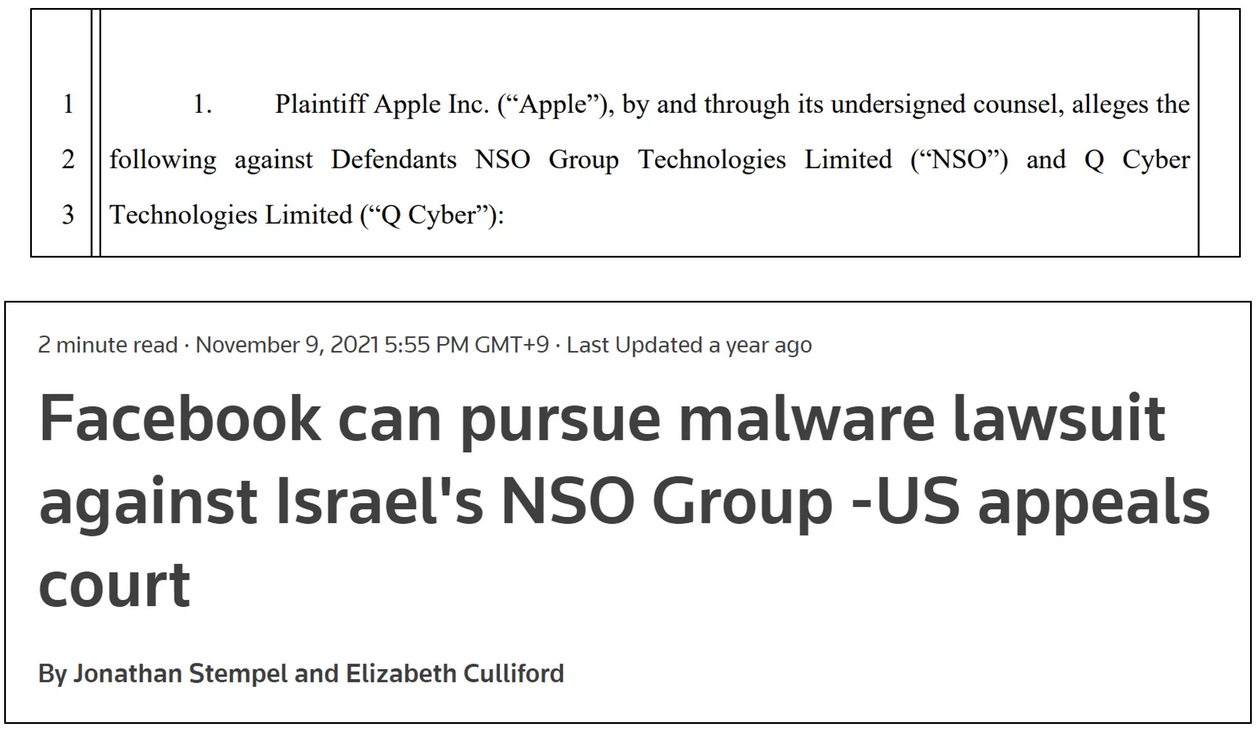 1 1. Plaintiff Apple Inc. (“Apple”), by and through its undersigned counsel, alleges the
2 following against Defendants NSO Group Technologies Limited (“NSO”) and Q Cyber
3 Technologies Limited (“Q Cyber”):
2 minute read · November 9, 2021 5:55 PM GMT+9 · Last Updated a year ago
Facebook can pursue malware lawsuit
against Israel's NSO Group -US appeals
court
By Jonathan Stempel and Elizabeth Culliford